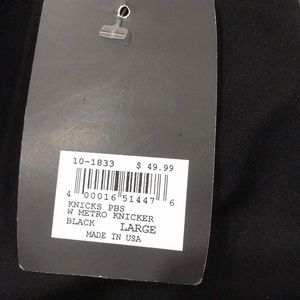 10-1833 $ 49.99
4 00016 51447 6
KNICKS PBS
W METRO KNICKER
BLACK LARGE
MADE IN USA